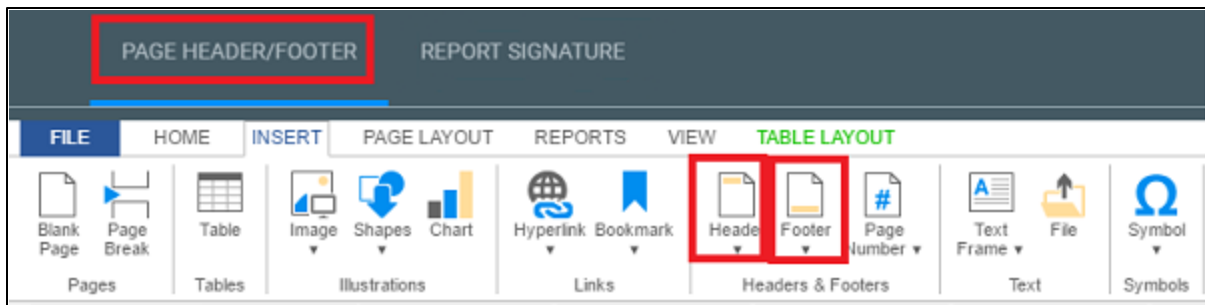 PAGE HEADER/FOOTER REPORT SIGNATURE
FILE HOME INSERT PAGE LAYOUT REPORTS VIEW TABLE LAYOUT
Blank Page Table Image Shapes Chart Hyperlink Bookmark Heade Footer Page Text File Symbol
Page Break Number Frame
Pages Tables Illustrations Links Headers & Footers Text Symbols